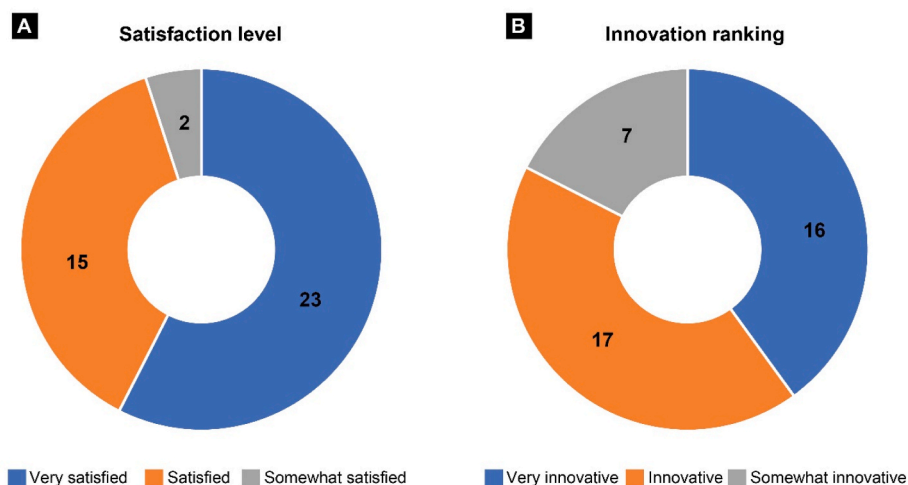 A
Satisfaction level
2
15
23
Very satisfied
Satisfied
Somewhat satisfied
B
Innovation ranking
7
16
17
Very innovative
Innovative
Somewhat innovative